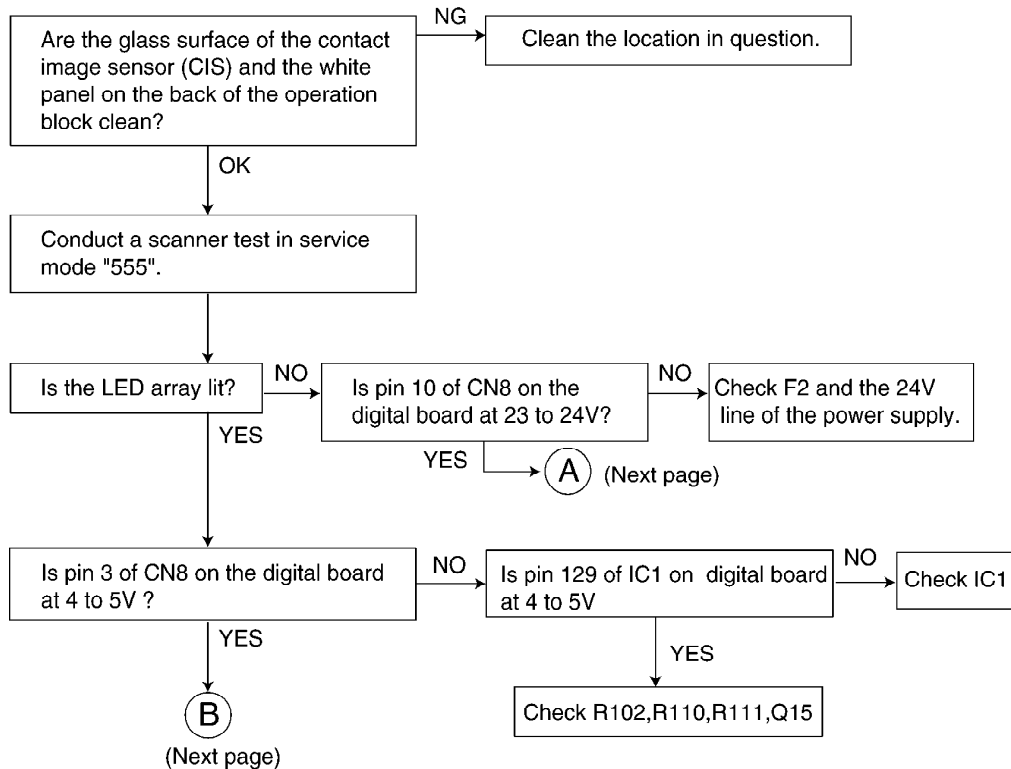 Are the glass surface of the contact
image sensor (CIS) and the white
panel on the back of the operation
block clean?
NG
Clean the location in question.
OK
Conduct a scanner test in service
mode "555".
Is the LED array lit?
NO
Is pin 10 of CN8 on the
digital board at 23 to 24V?
NO
Check F2 and the 24V
line of the power supply.
YES
YES
A
(Next page)
Is pin 3 of CN8 on the digital board
at 4 to 5V ?
NO
Is pin 129 of IC1 on digital board
at 4 to 5V
NO
Check IC1
YES
YES
B
(Next page)
Check R102,R110,R111,Q15